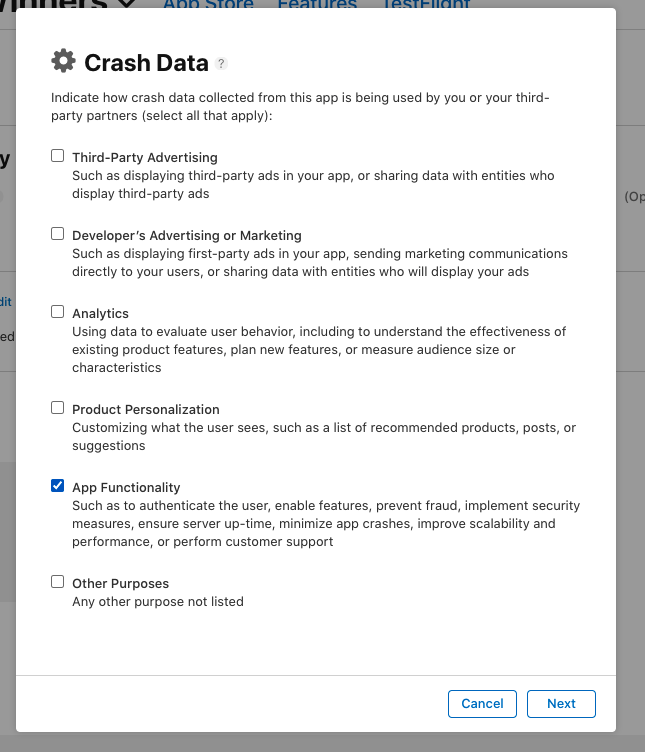 App Store Features TestFlight
Crash Data ?
Indicate how crash data collected from this app is being used by you or your third-
party partners (select all that apply):
Third-Party Advertising
Such as displaying third-party ads in your app, or sharing data with entities who
display third-party ads
Developer’s Advertising or Marketing
Such as displaying first-party ads in your app, sending marketing communications
directly to your users, or sharing data with entities who will display your ads
Analytics
Using data to evaluate user behavior, including to understand the effectiveness of
existing product features, plan new features, or measure audience size or
characteristics
Product Personalization
Customizing what the user sees, such as a list of recommended products, posts, or
suggestions
App Functionality
Such as to authenticate the user, enable features, prevent fraud, implement security
measures, ensure server up-time, minimize app crashes, improve scalability and
performance, or perform customer support
Other Purposes
Any other purpose not listed
Cancel
Next